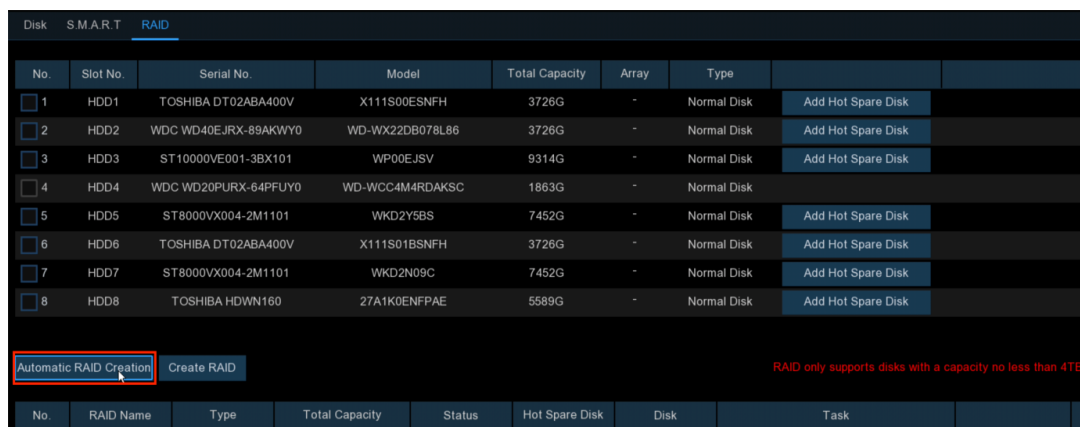 Disk S.M.A.R.T RAID
No. Slot No. Serial No. Model Total Capacity Array Type
1 HDD1 TOSHIBA DT02ABA400V X111S00ESNFH 3726G - Normal Disk Add Hot Spare Disk
2 HDD2 WDC WD40EJRX-89AKWY0 WD-WX22DB078L86 3726G - Normal Disk Add Hot Spare Disk
3 HDD3 ST10000VE001-3BX101 WP00EJSV 9314G - Normal Disk Add Hot Spare Disk
4 HDD4 WDC WD20PURX-64PFUY0 WD-WCC4M4RDAKSC 1863G - Normal Disk
5 HDD5 ST8000VX004-2M1101 WKD2Y5BS 7452G - Normal Disk Add Hot Spare Disk
6 HDD6 TOSHIBA DT02ABA400V X111S01BSNFH 3726G - Normal Disk Add Hot Spare Disk
7 HDD7 ST8000VX004-2M1101 WKD2N09C 7452G - Normal Disk Add Hot Spare Disk
8 HDD8 TOSHIBA HDWN160 27A1K0ENFPAE 5589G - Normal Disk Add Hot Spare Disk
Automatic RAID Creation Create RAID RAID only supports disks with a capacity no less than 4TB
No. RAID Name Type Total Capacity Status Hot Spare Disk Disk Task